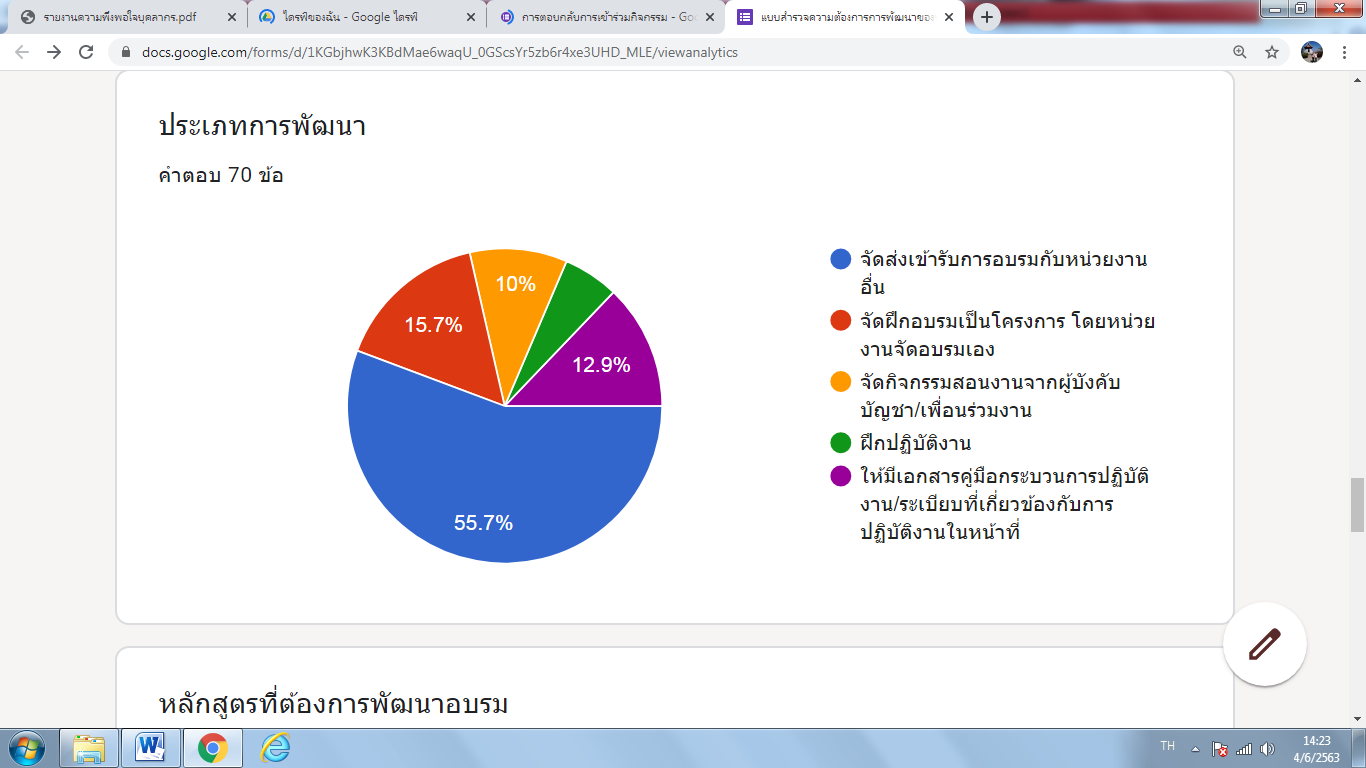 รายงานความพึงพอใจบุคลากร.pdf
ไดรฟ์ของฉัน - Google ไดรฟ์
การตอบกลับการเข้าร่วมกิจกรรม - Go
แบบสำรวจความต้องการการพัฒนาของ
docs.google.com/forms/d/1KGbjhwK3KBdMae6waqU_0GScsYr5zb6r4xe3UHD_MLE/viewanalytics
ประเภทการพัฒนา
คำตอบ 70 ข้อ
55.7%
15.7%
10%
12.9%
จัดส่งเข้ารับการอบรมกับหน่วยงาน
อื่น
จัดฝึกอบรมเป็นโครงการ โดยหน่วย
งานจัดอบรมเอง
จัดกิจกรรมสอนงานจากผู้บังคับ
บัญชา/เพื่อนร่วมงาน
ฝึกปฏิบัติงาน
ให้มีเอกสารคู่มือกระบวนการปฏิบัติ
งาน/ระเบียบที่เกี่ยวข้องกับการ
ปฏิบัติงานในหน้าที่
หลักสูตรที่ต้องการพัฒนาอบรม
TH
14:23
4/6/2563